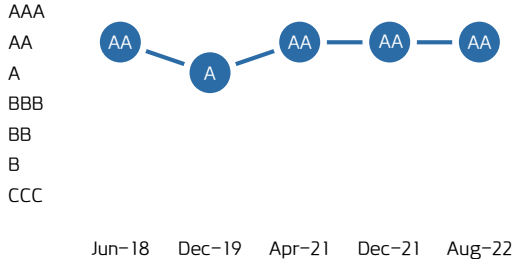 AAA
AA AA AA AA AA
A A
BBB
BB
B
CCC
Jun–18 Dec–19 Apr–21 Dec–21 Aug–22